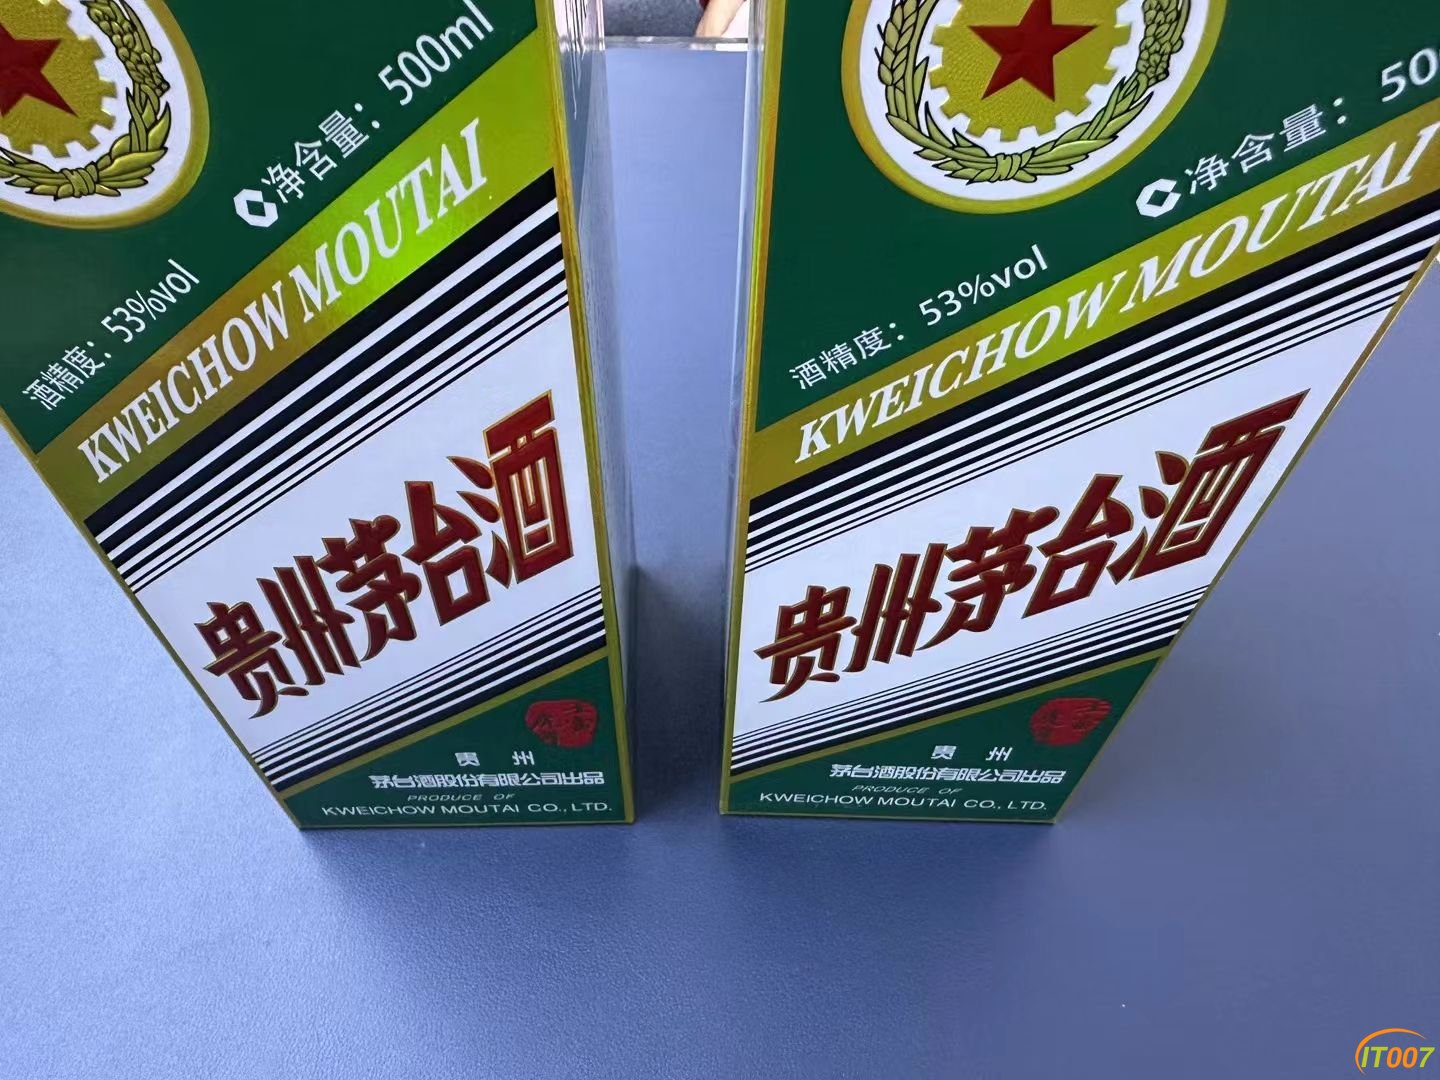 净含量：500ml
酒精度：53%vol
KWEICHOW MOUTAI
贵州茅台酒
贵 州
茅台酒股份有限公司出品
PRODUCE OF
KWEICHOW MOUTAI CO., LTD.
净含量：50
酒精度：53%vol
KWEICHOW MOUTAI
贵州茅台酒
贵 州
茅台酒股份有限公司出品
PRODUCE OF
KWEICHOW MOUTAI CO., LTD.
IT007